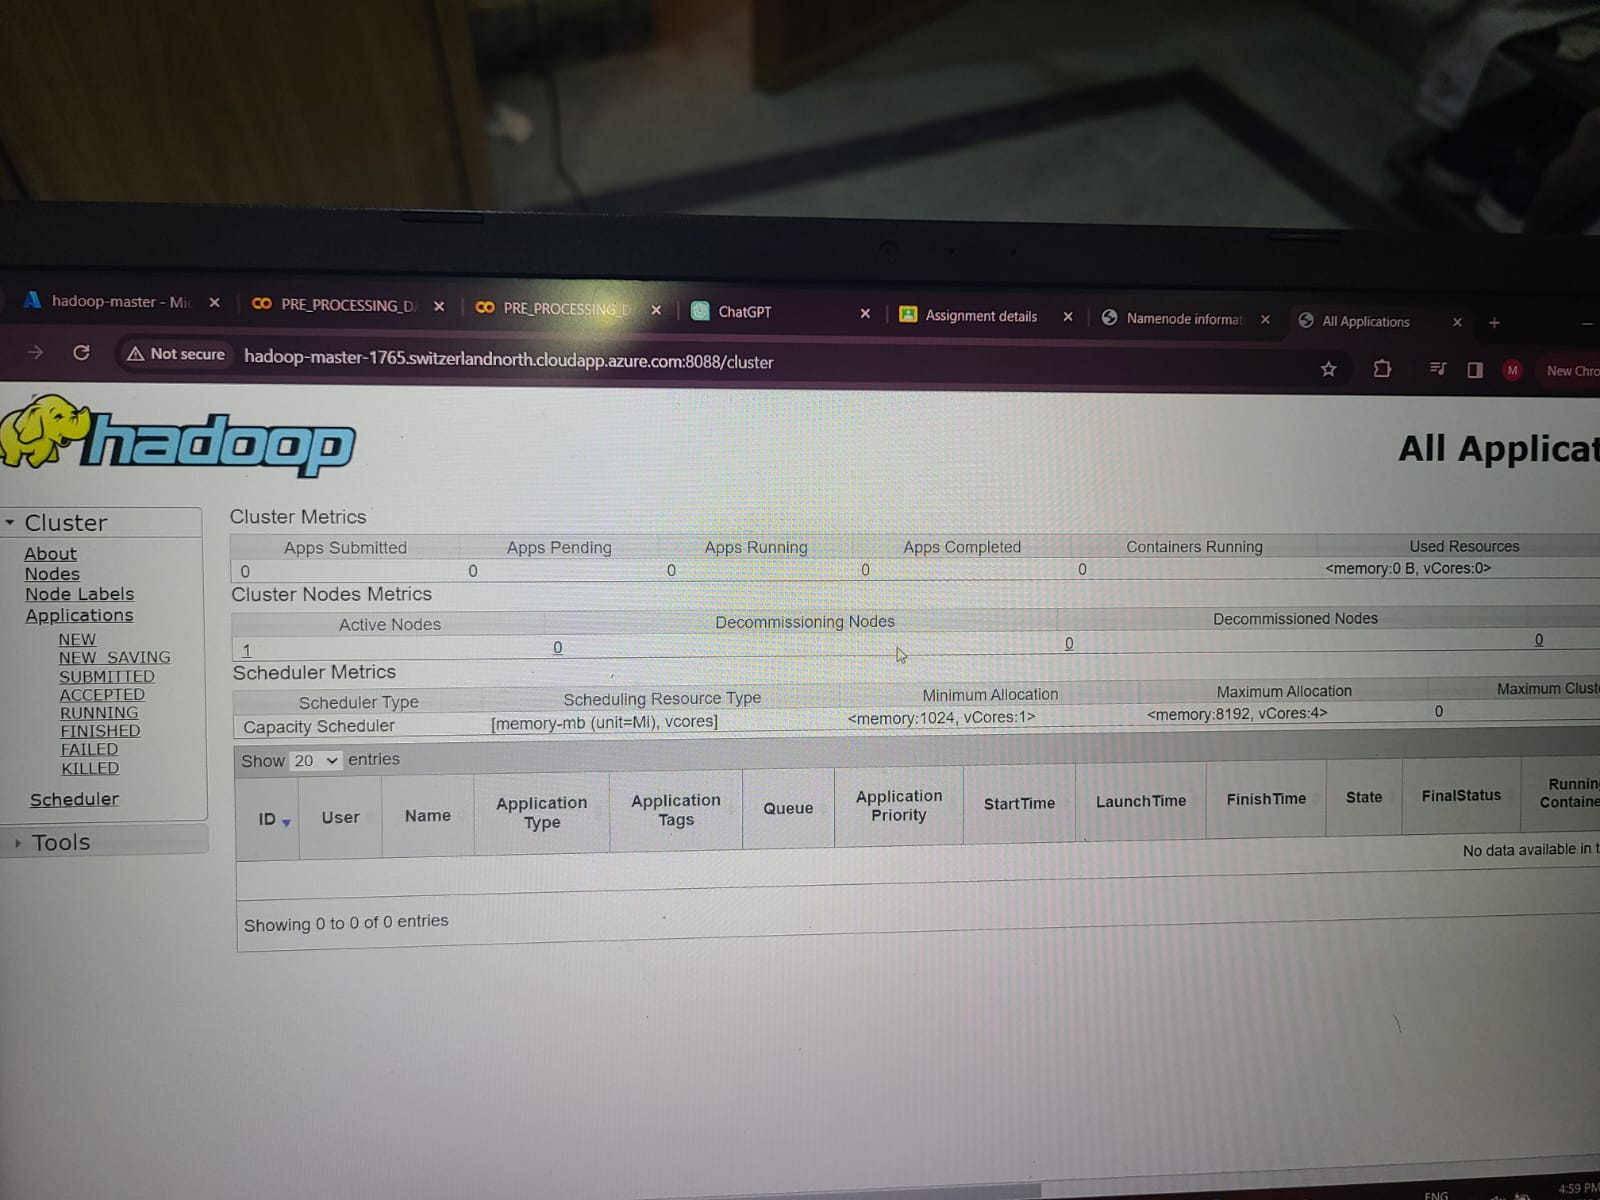 hadoop-master - Mi
PRE_PROCESSING_D
PRE_PROCESSING_D
ChatGPT
Assignment details
Namenode informat
All Applications
Not secure
hadoop-master-1765.switzerlandnorth.cloudapp.azure.com:8088/cluster
M
New Chro
hadoop
All Applicat
Cluster
About
Nodes
Node Labels
Applications
NEW
NEW_SAVING
SUBMITTED
ACCEPTED
RUNNING
FINISHED
FAILED
KILLED
Scheduler
Tools
Cluster Metrics
Apps Submitted Apps Pending Apps Running Apps Completed Containers Running Used Resources
0 0 0 0 0 <memory:0 B, vCores:0>
Cluster Nodes Metrics
Active Nodes Decommissioning Nodes Decommissioned Nodes
1 0 0 0
Scheduler Metrics
Scheduler Type Scheduling Resource Type Minimum Allocation Maximum Allocation Maximum Clust
Capacity Scheduler [memory-mb (unit=Mi), vcores] <memory:1024, vCores:1> <memory:8192, vCores:4> 0
Show 20 entries
ID User Name Application Type Application Tags Queue Application Priority StartTime LaunchTime FinishTime State FinalStatus Running Containe
No data available in t
Showing 0 to 0 of 0 entries
ENG
4:59 PM